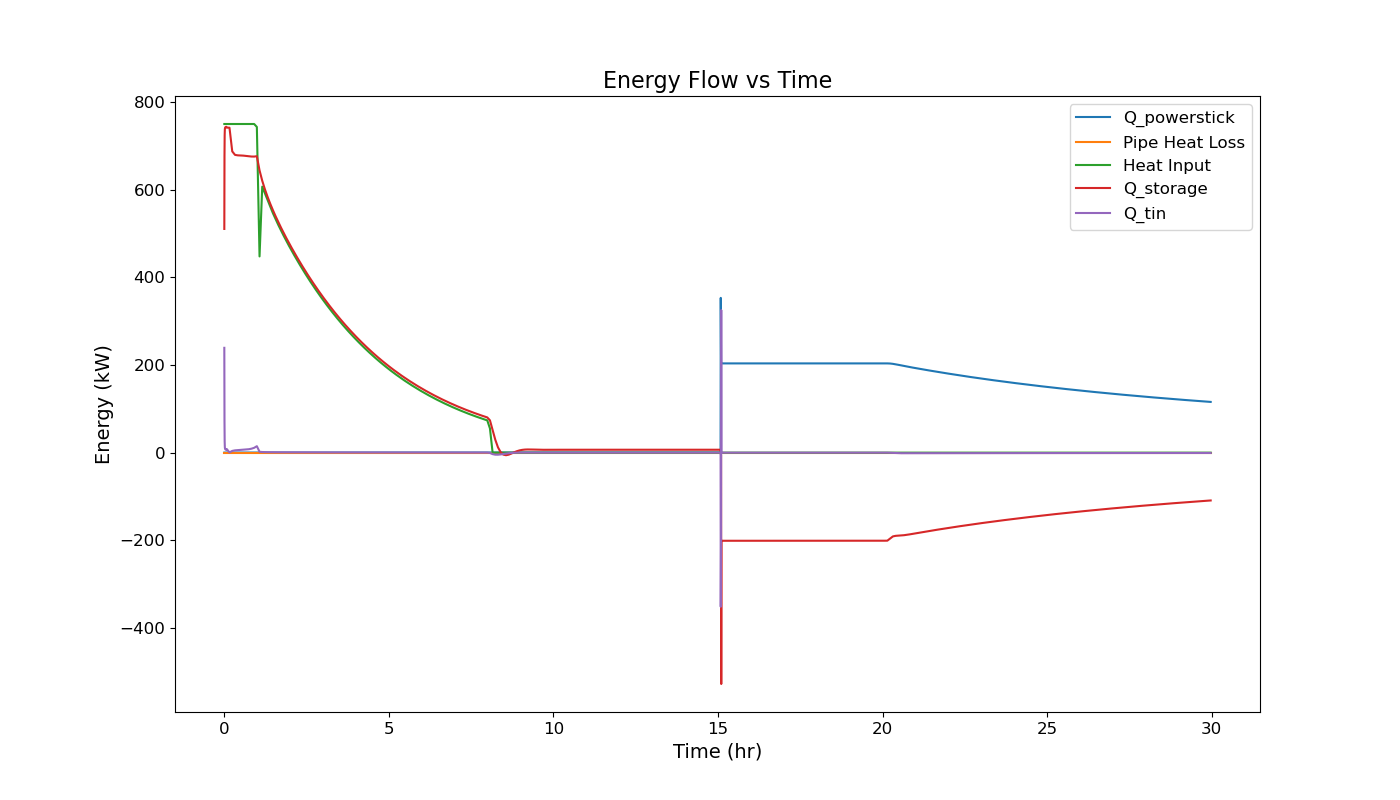 Energy Flow vs Time
800
600
400
200
0
−200
−400
Energy (kW)
Q_powerstick
Pipe Heat Loss
Heat Input
Q_storage
Q_tin
0 5 10 15 20 25 30
Time (hr)